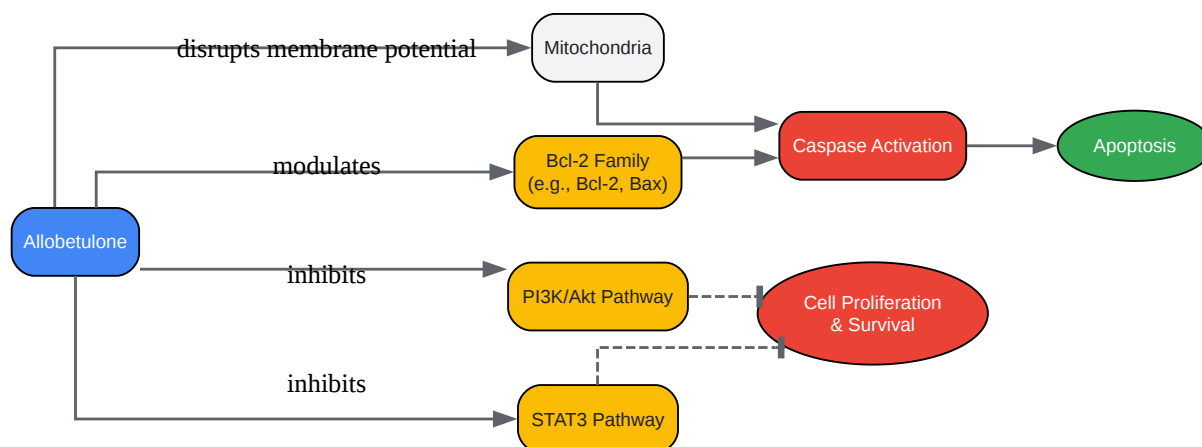 disrupts membrane potential
Mitochondria
Caspase Activation
Apoptosis
modulates
Bcl-2 Family
(e.g., Bcl-2, Bax)
Allobetulone
inhibits
PI3K/Akt Pathway
Cell Proliferation
& Survival
inhibits
STAT3 Pathway